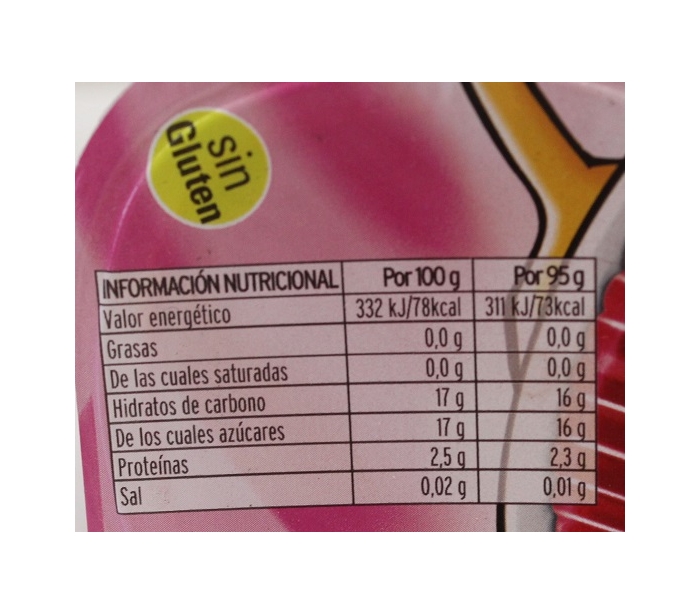 sin
Gluten
INFORMACIÓN NUTRICIONAL Por 100 g Por 95 g
Valor energético 332 kJ/78kcal 311 kJ/73kcal
Grasas 0,0 g 0,0 g
De las cuales saturadas 0,0 g 0,0 g
Hidratos de carbono 17 g 16 g
De los cuales azúcares 17 g 16 g
Proteínas 2,5 g 2,3 g
Sal 0,02 g 0,01 g